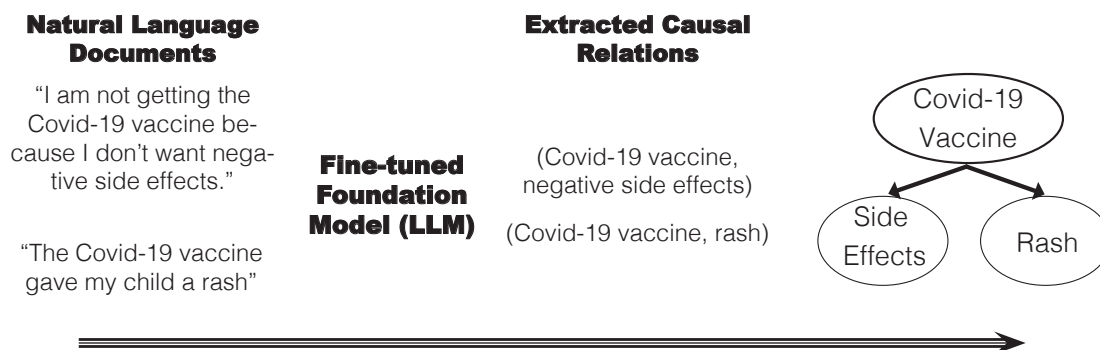 Natural Language
Documents
“I am not getting the
Covid-19 vaccine be-
cause I don’t want nega-
tive side effects.”
“The Covid-19 vaccine
gave my child a rash”
Fine-tuned
Foundation
Model (LLM)
Extracted Causal
Relations
(Covid-19 vaccine,
negative side effects)
(Covid-19 vaccine, rash)
Covid-19
Vaccine
Side
Effects
Rash